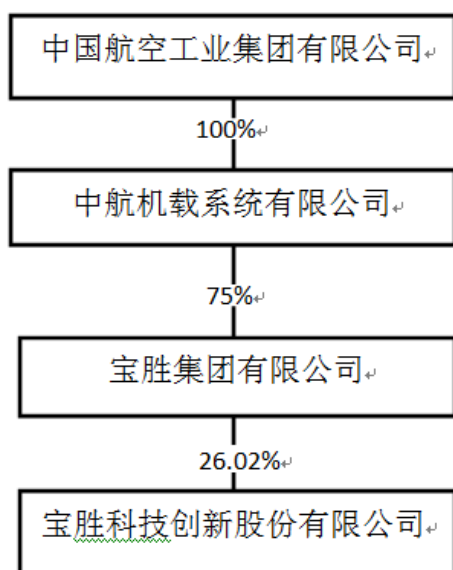 中国航空工业集团有限公司
100%
中航机载系统有限公司
75%
宝胜集团有限公司
26.02%
宝胜科技创新股份有限公司